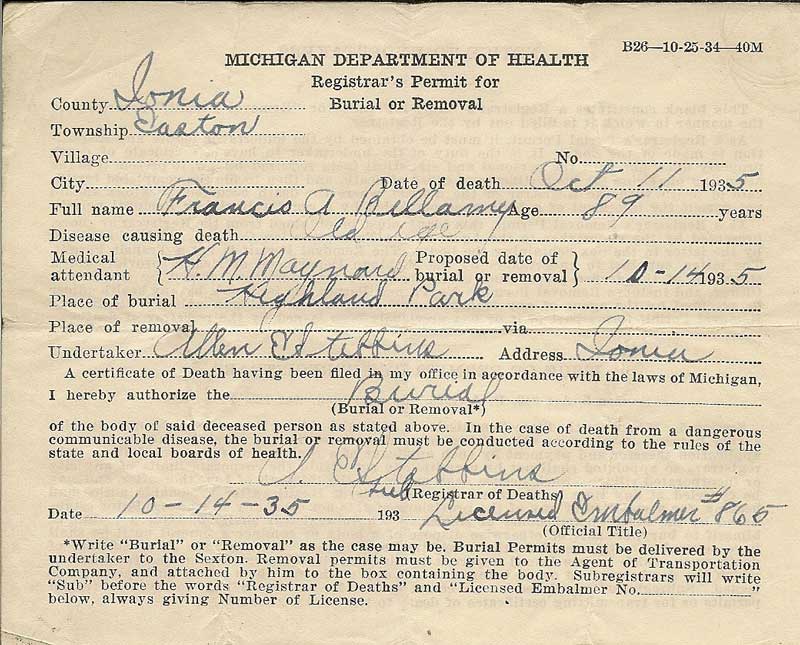 B26—10-25-34—40M
MICHIGAN DEPARTMENT OF HEALTH
Registrar's Permit for
Burial or Removal
County Ionia
Township Easton
Village No.
City Date of death Oct 11 1935
Full name Francis A Bellamy Age 89 years
Disease causing death Old age
Medical attendant { H. M. Maynard Proposed date of burial or removal } 10-14 1935
Place of burial Highland Park
Place of removal via
Undertaker Allen E Stebbins Address Ionia
A certificate of Death having been filed in my office in accordance with the laws of Michigan,
I hereby authorize the Burial
(Burial or Removal*)
of the body of said deceased person as stated above. In the case of death from a dangerous
communicable disease, the burial or removal must be conducted according to the rules of the
state and local boards of health.
E Stebbins
Sub (Registrar of Deaths)
Date 10-14-35 193 Licensed Embalmer #865
(Official Title)
*Write "Burial" or "Removal" as the case may be. Burial Permits must be delivered by the
undertaker to the Sexton. Removal permits must be given to the Agent of Transportation
Company, and attached by him to the box containing the body. Subregistrars will write
"Sub" before the words "Registrar of Deaths" and "Licensed Embalmer No. "
below, always giving Number of License.